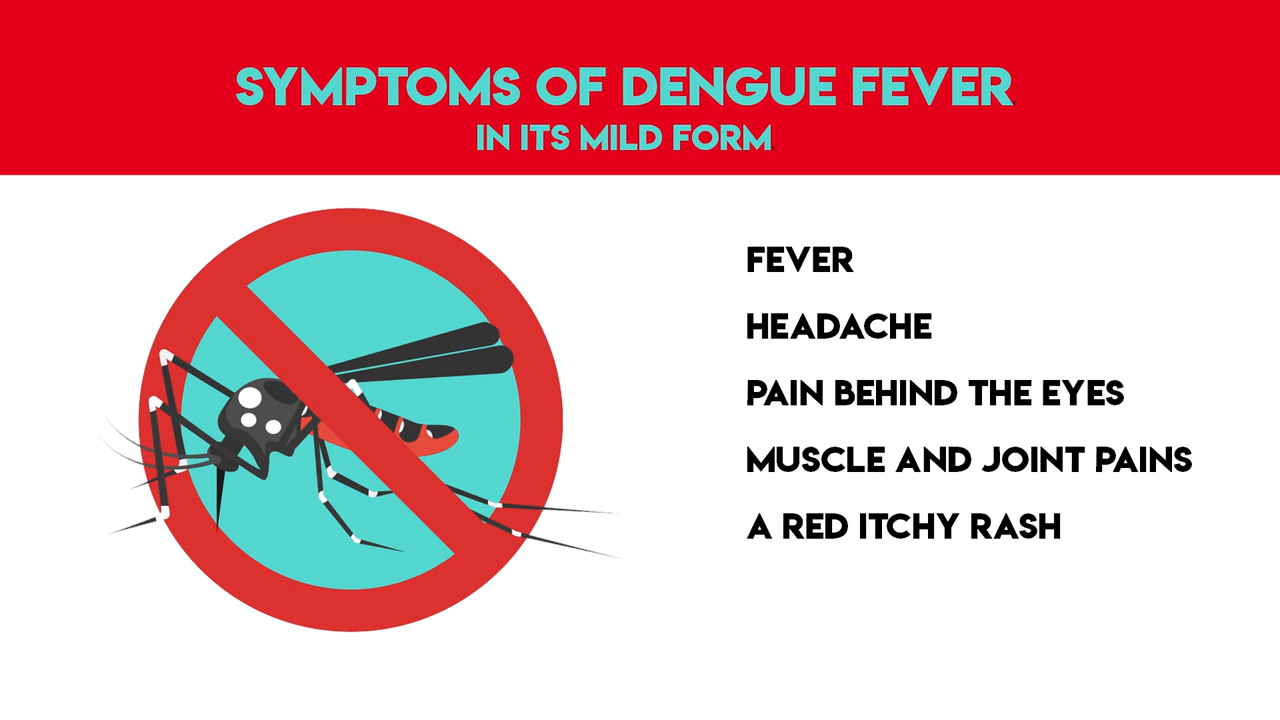 SYMPTOMS OF DENGUE FEVER.
IN ITS MILD FORM.
FEVER
HEADACHE
PAIN BEHIND THE EYES
MUSCLE AND JOINT PAINS
A RED ITCHY RASH